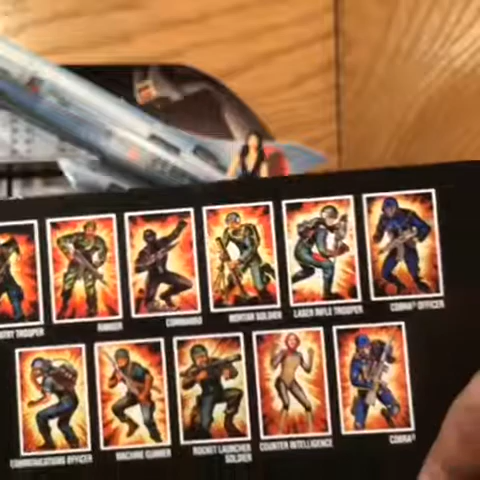 TRY TROOPER
RANGER
COMMANDO
MORTAR SOLDIER
LASER RIFLE TROOPER
COBRA® OFFICER
COMMUNICATIONS OFFICER
MACHINE GUNNER
ROCKET LAUNCHER
SOLDIER
COUNTER INTELLIGENCE
COBRA®